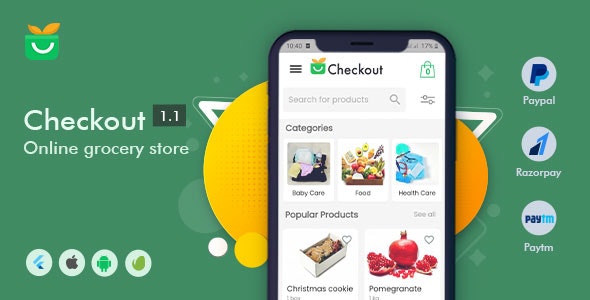 Checkout 1.1
Online grocery store
10:40
17%
Checkout
0
Search for products
Categories
Baby Care
Food
Health Care
Popular Products
See all
Christmas cookie
1 box
Pomegranate
1 kg
Paypal
Razorpay
Paytm
Paytm